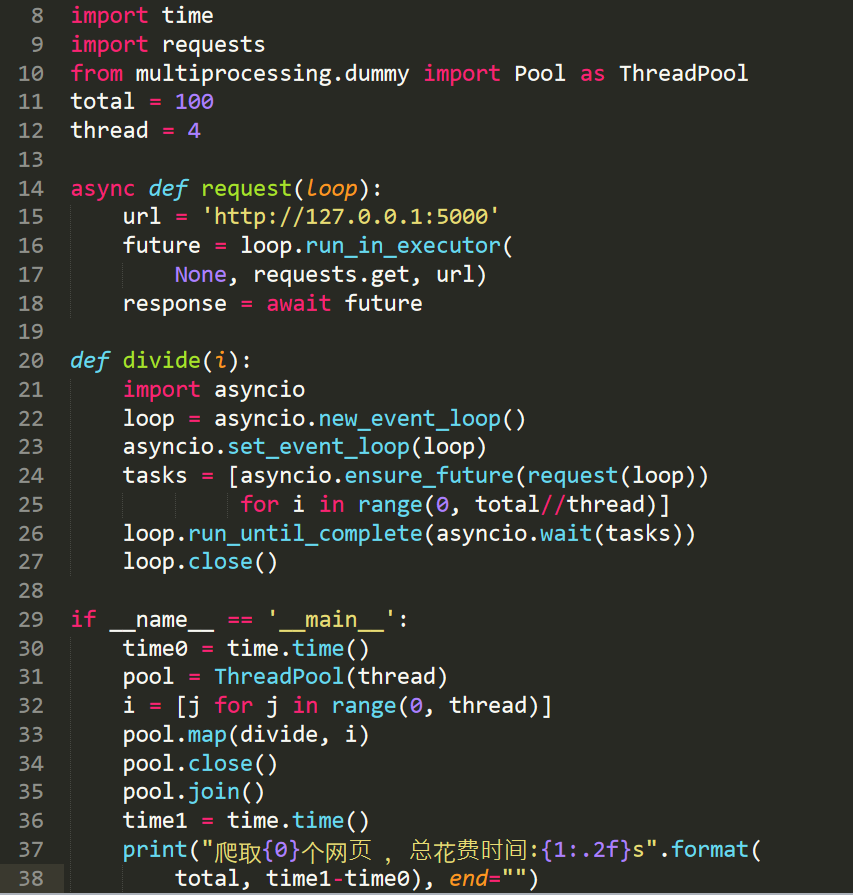 8 import time
9 import requests
10 from multiprocessing.dummy import Pool as ThreadPool
11 total = 100
12 thread = 4
13
14 async def request(loop):
15     url = 'http://127.0.0.1:5000'
16     future = loop.run_in_executor(
17         None, requests.get, url)
18     response = await future
19
20 def divide(i):
21     import asyncio
22     loop = asyncio.new_event_loop()
23     asyncio.set_event_loop(loop)
24     tasks = [asyncio.ensure_future(request(loop))
25              for i in range(0, total//thread)]
26     loop.run_until_complete(asyncio.wait(tasks))
27     loop.close()
28
29 if __name__ == '__main__':
30     time0 = time.time()
31     pool = ThreadPool(thread)
32     i = [j for j in range(0, thread)]
33     pool.map(divide, i)
34     pool.close()
35     pool.join()
36     time1 = time.time()
37     print("爬取{0}个网页 ，总花费时间:{1:.2f}s".format(
38         total, time1-time0), end="")